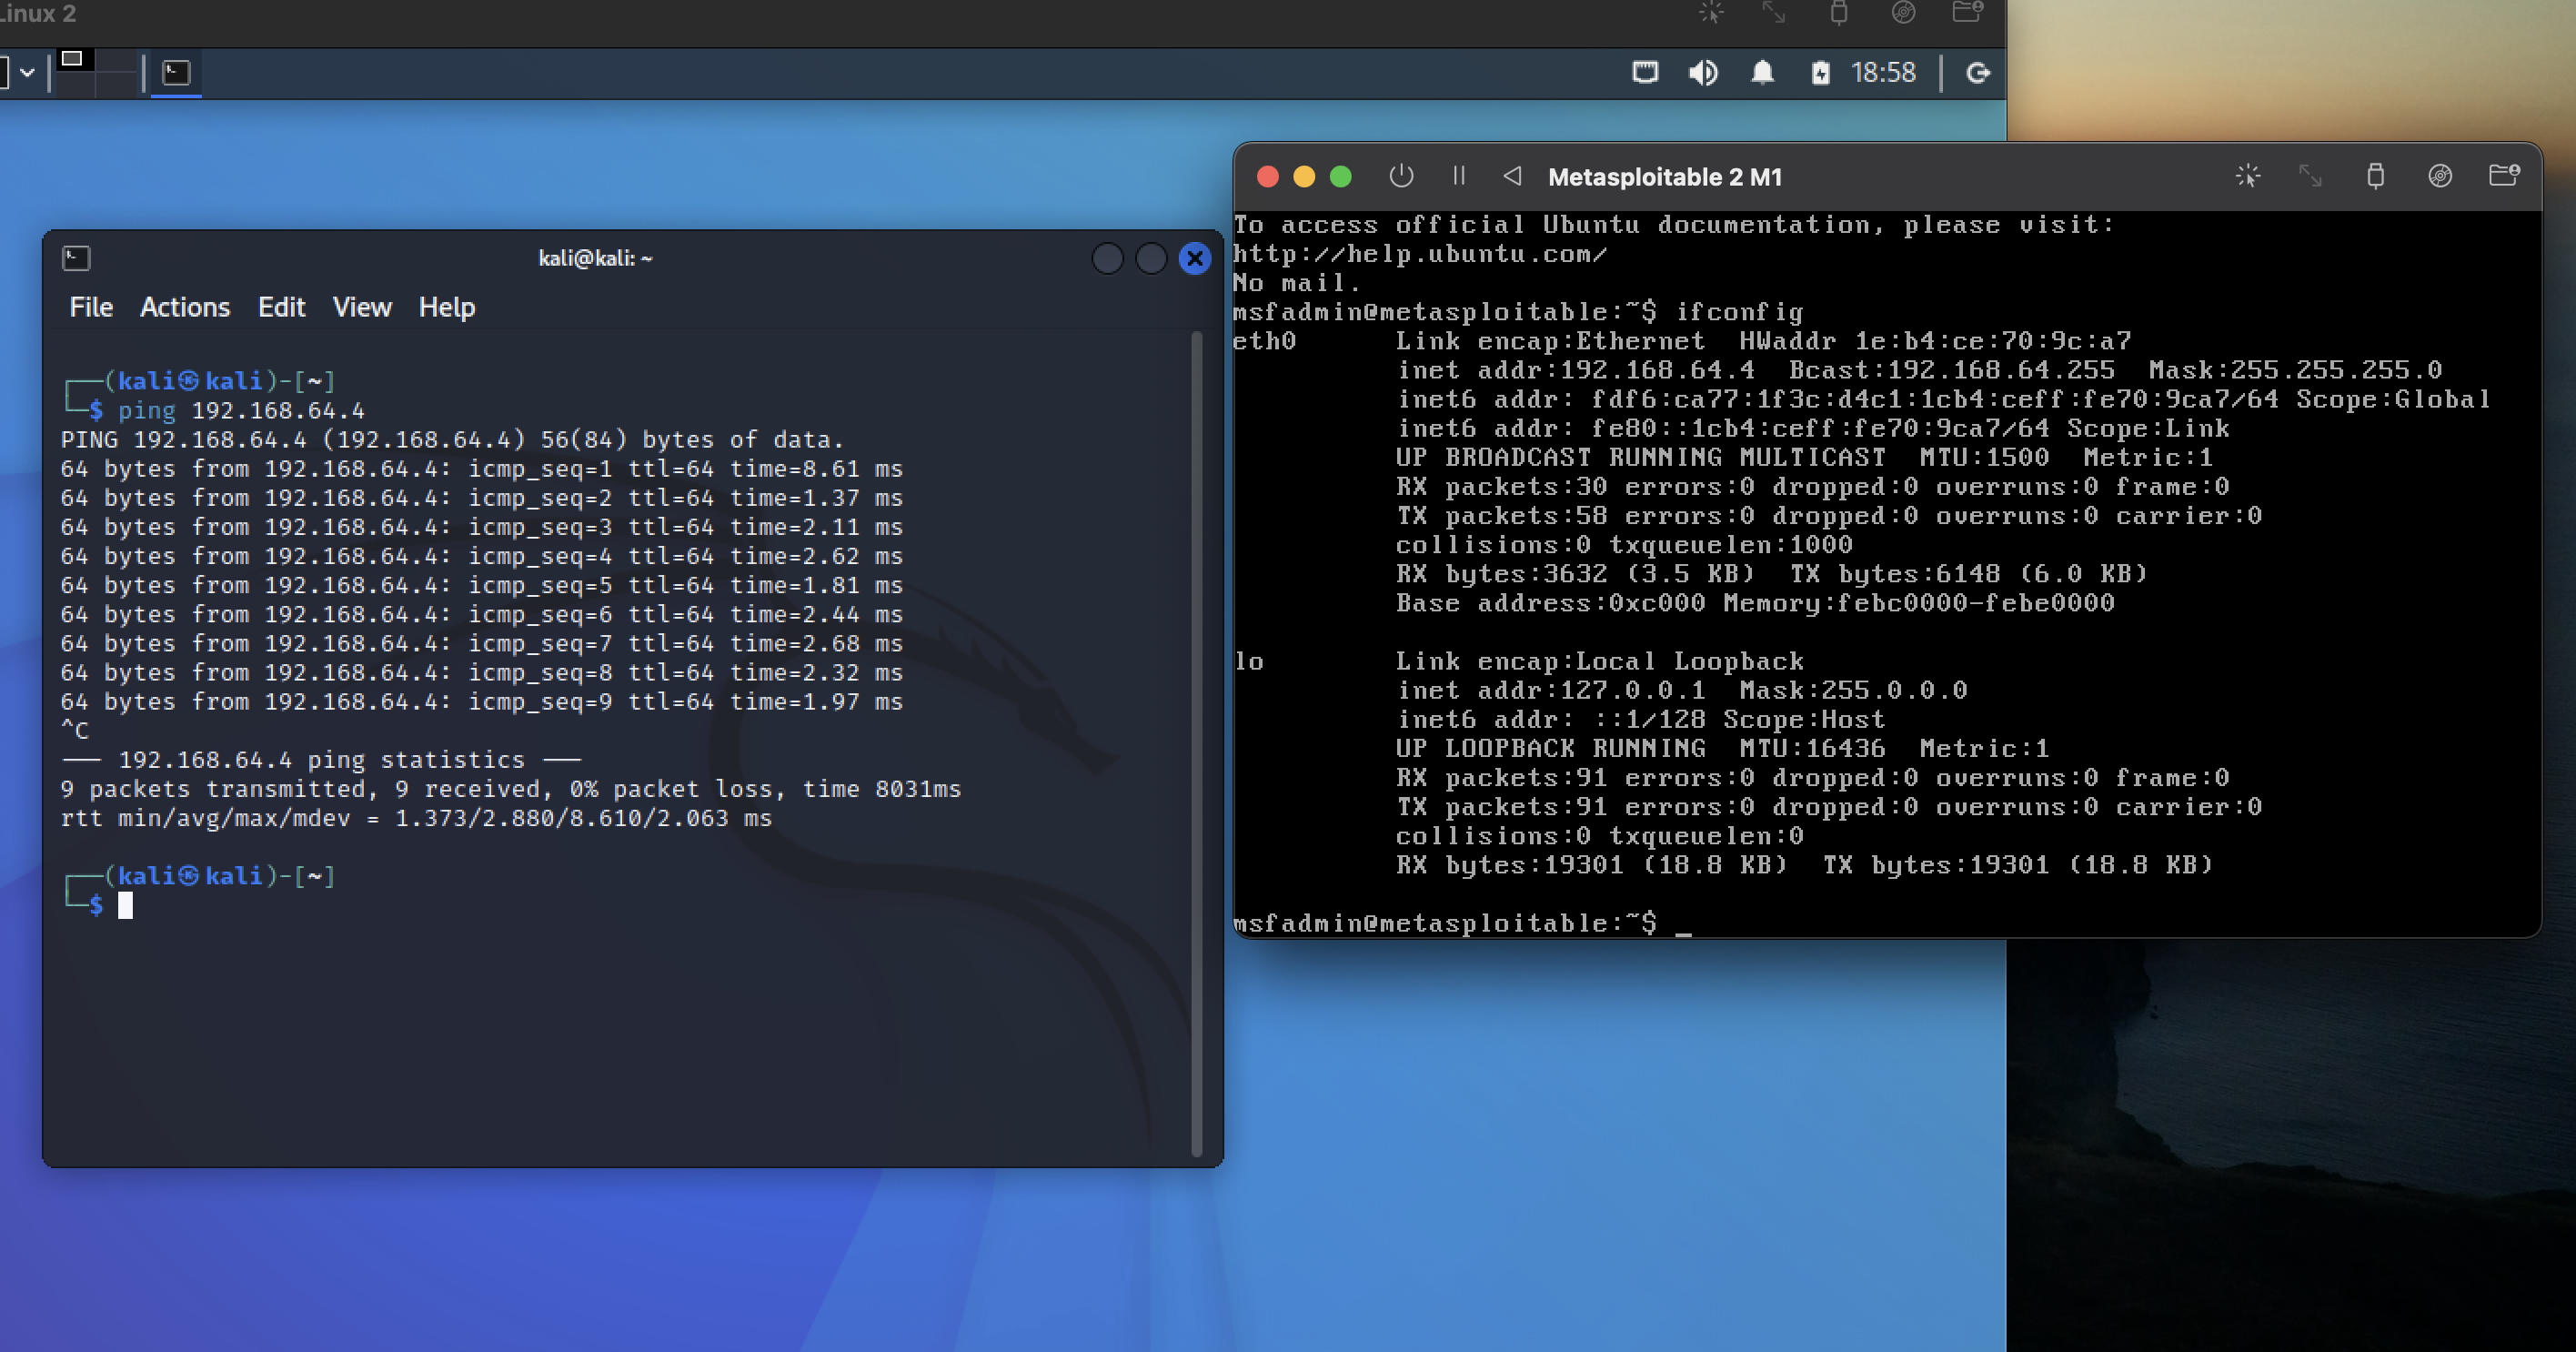 Linux 2
18:58
kali@kali: ~
File Actions Edit View Help
┌──(kali㉿kali)-[~]
└─$ ping 192.168.64.4
PING 192.168.64.4 (192.168.64.4) 56(84) bytes of data.
64 bytes from 192.168.64.4: icmp_seq=1 ttl=64 time=8.61 ms
64 bytes from 192.168.64.4: icmp_seq=2 ttl=64 time=1.37 ms
64 bytes from 192.168.64.4: icmp_seq=3 ttl=64 time=2.11 ms
64 bytes from 192.168.64.4: icmp_seq=4 ttl=64 time=2.62 ms
64 bytes from 192.168.64.4: icmp_seq=5 ttl=64 time=1.81 ms
64 bytes from 192.168.64.4: icmp_seq=6 ttl=64 time=2.44 ms
64 bytes from 192.168.64.4: icmp_seq=7 ttl=64 time=2.68 ms
64 bytes from 192.168.64.4: icmp_seq=8 ttl=64 time=2.32 ms
64 bytes from 192.168.64.4: icmp_seq=9 ttl=64 time=1.97 ms
^C
── 192.168.64.4 ping statistics ──
9 packets transmitted, 9 received, 0% packet loss, time 8031ms
rtt min/avg/max/mdev = 1.373/2.880/8.610/2.063 ms
┌──(kali㉿kali)-[~]
└─$
Metasploitable 2 M1
To access official Ubuntu documentation, please visit:
http://help.ubuntu.com/
No mail.
msfadmin@metasploitable:~$ ifconfig
eth0 Link encap:Ethernet HWaddr 1e:b4:ce:70:9c:a7
inet addr:192.168.64.4 Bcast:192.168.64.255 Mask:255.255.255.0
inet6 addr: fdf6:ca77:1f3c:d4c1:1cb4:ceff:fe70:9ca7/64 Scope:Global
inet6 addr: fe80::1cb4:ceff:fe70:9ca7/64 Scope:Link
UP BROADCAST RUNNING MULTICAST MTU:1500 Metric:1
RX packets:30 errors:0 dropped:0 overruns:0 frame:0
TX packets:58 errors:0 dropped:0 overruns:0 carrier:0
collisions:0 txqueuelen:1000
RX bytes:3632 (3.5 KB) TX bytes:6148 (6.0 KB)
Base address:0xc000 Memory:febc0000-febe0000
lo Link encap:Local Loopback
inet addr:127.0.0.1 Mask:255.0.0.0
inet6 addr: ::1/128 Scope:Host
UP LOOPBACK RUNNING MTU:16436 Metric:1
RX packets:91 errors:0 dropped:0 overruns:0 frame:0
TX packets:91 errors:0 dropped:0 overruns:0 carrier:0
collisions:0 txqueuelen:0
RX bytes:19301 (18.8 KB) TX bytes:19301 (18.8 KB)
msfadmin@metasploitable:~$ _